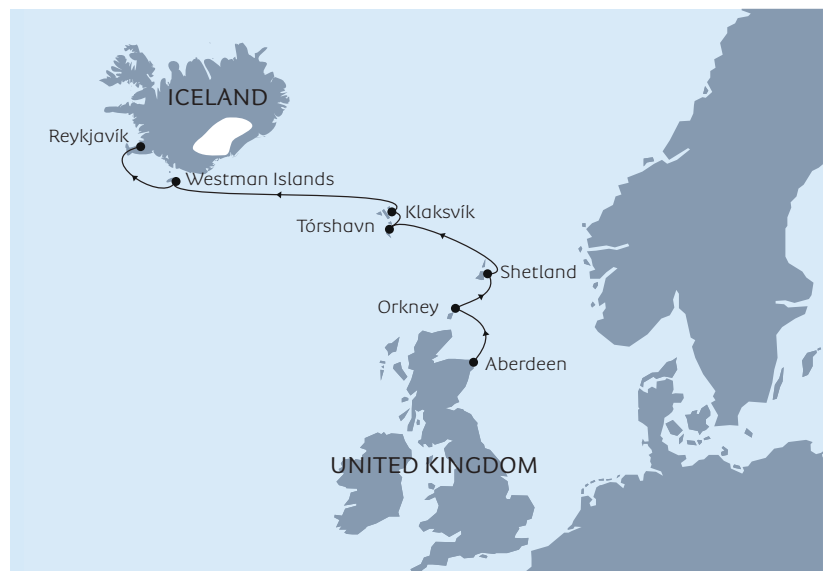 ICELAND
Reykjavík
Westman Islands
Klaksvík
Tórshavn
Shetland
Orkney
Aberdeen
UNITED KINGDOM